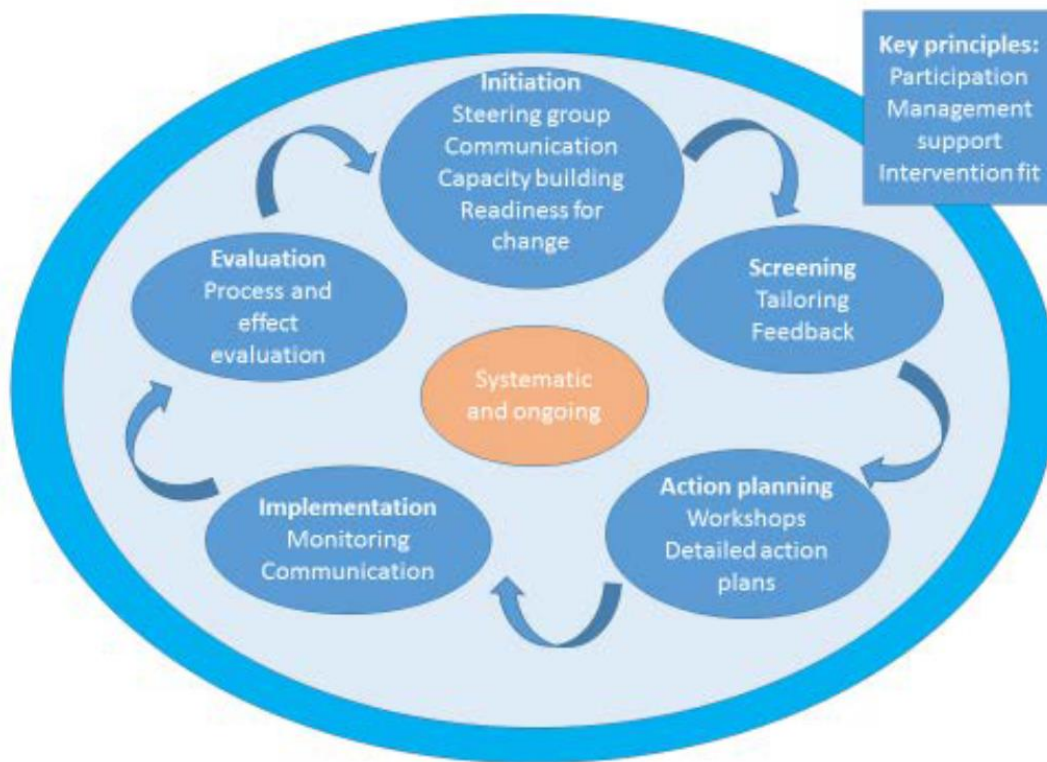 Key principles:
Participation
Management
support
Intervention fit
Initiation
Steering group
Communication
Capacity building
Readiness for
change
Screening
Tailoring
Feedback
Action planning
Workshops
Detailed action
plans
Implementation
Monitoring
Communication
Evaluation
Process and
effect
evaluation
Systematic
and ongoing